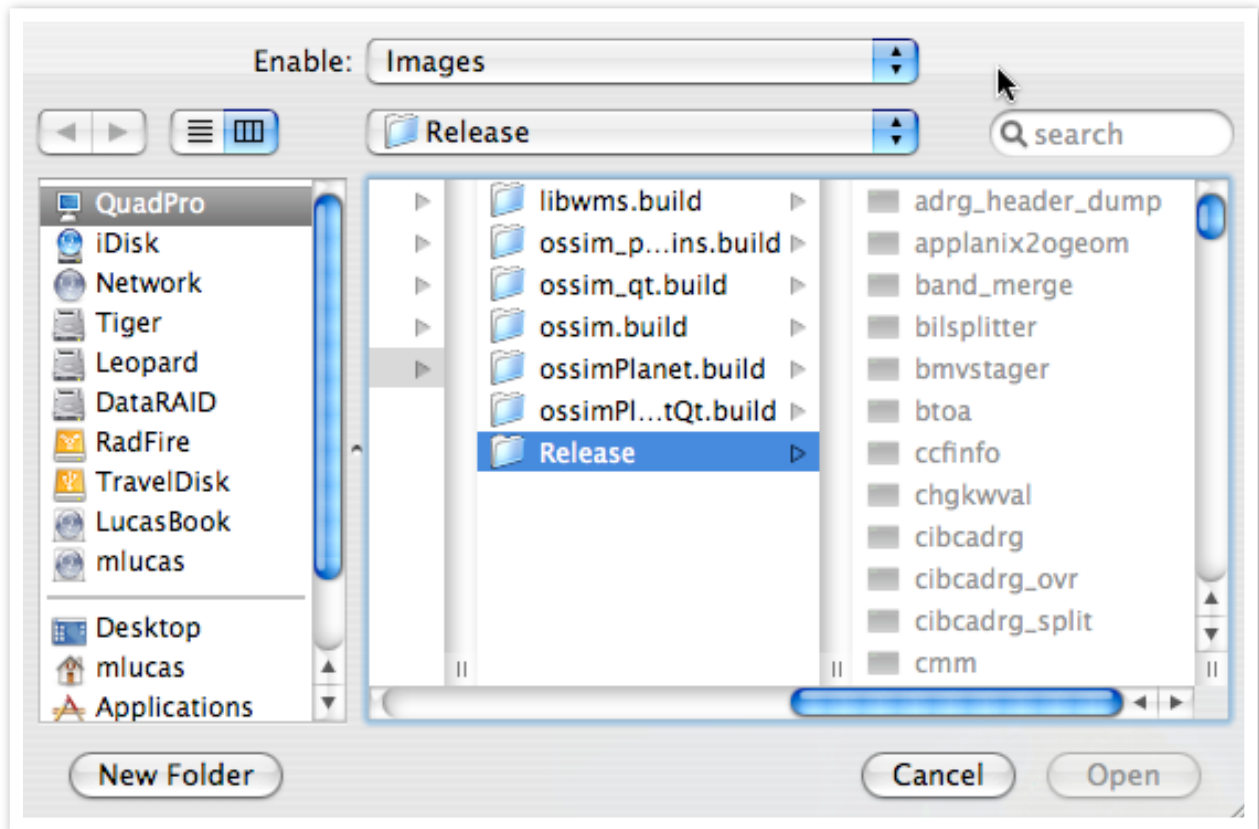 Enable: Images
Release
search
QuadPro
iDisk
Network
Tiger
Leopard
DataRAID
RadFire
TravelDisk
LucasBook
mlucas
Desktop
mlucas
Applications
libwms.build
ossim_p...ins.build
ossim_qt.build
ossim.build
ossimPlanet.build
ossimPl...tQt.build
Release
adrg_header_dump
applanix2ogeom
band_merge
bilsplitter
bmvstager
btoa
ccfinfo
chgkwval
cibcadrg
cibcadrg_ovr
cibcadrg_split
cmm
New Folder
Cancel
Open